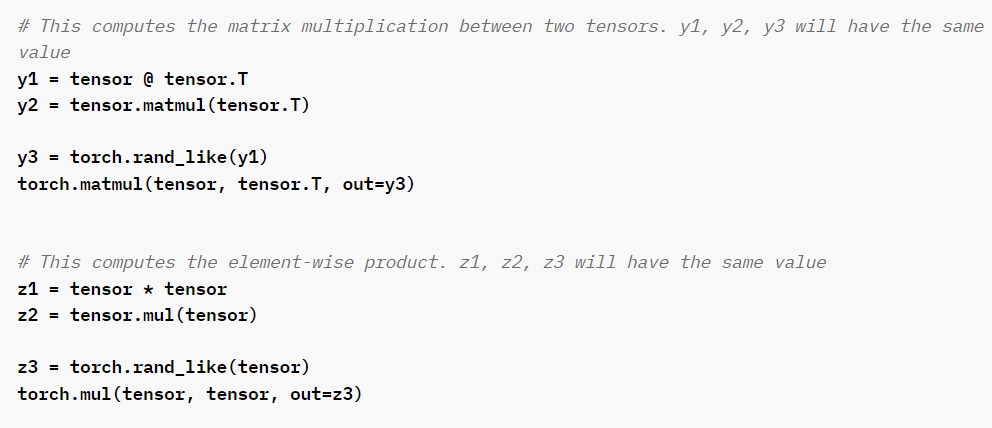 # This computes the matrix multiplication between two tensors. y1, y2, y3 will have the same
value
y1 = tensor @ tensor.T
y2 = tensor.matmul(tensor.T)
y3 = torch.rand_like(y1)
torch.matmul(tensor, tensor.T, out=y3)
# This computes the element-wise product. z1, z2, z3 will have the same value
z1 = tensor * tensor
z2 = tensor.mul(tensor)
z3 = torch.rand_like(tensor)
torch.mul(tensor, tensor, out=z3)